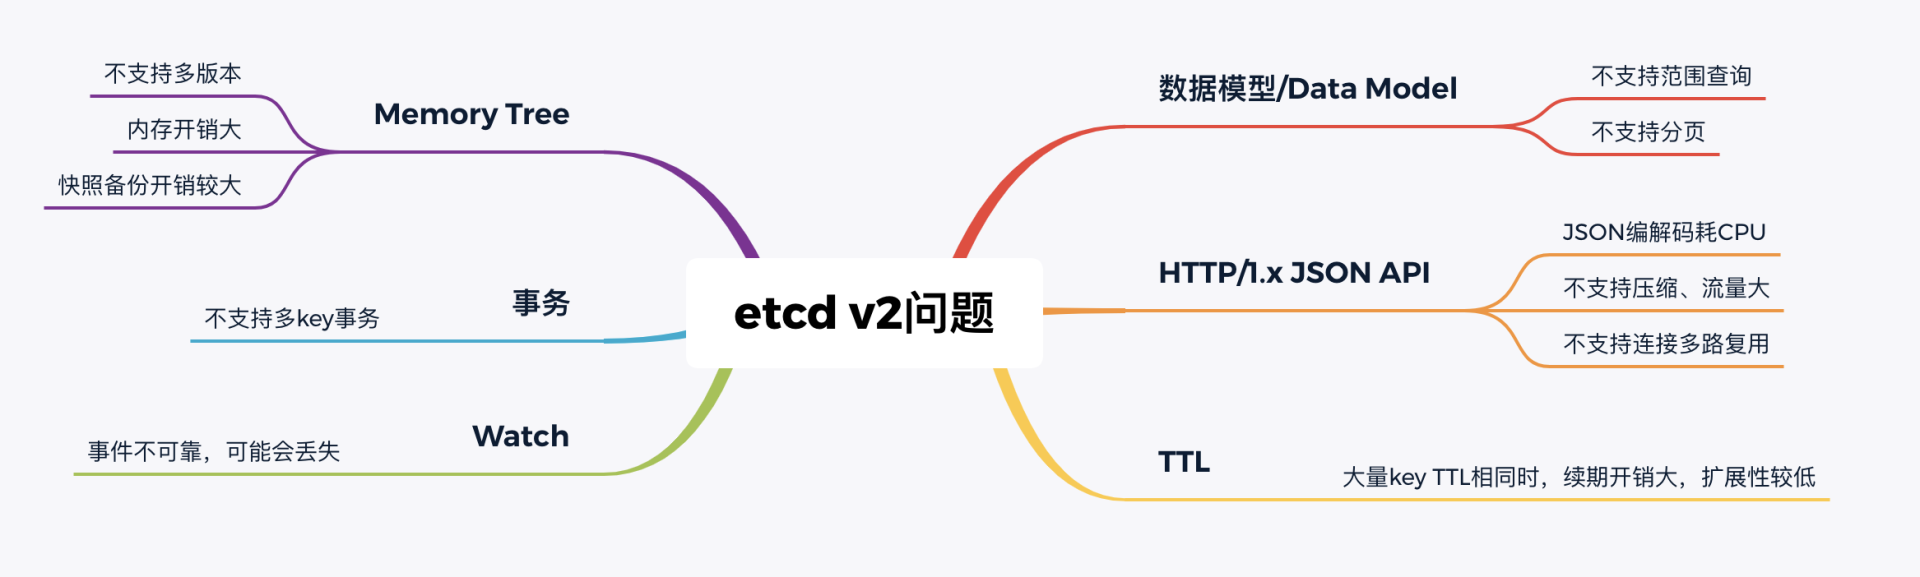 etcd v2问题
数据模型/Data Model
不支持范围查询
不支持分页
HTTP/1.x JSON API
JSON编解码耗CPU
不支持压缩、流量大
不支持连接多路复用
TTL
大量key TTL相同时，续期开销大，扩展性较低
Memory Tree
不支持多版本
内存开销大
快照备份开销较大
事务
不支持多key事务
Watch
事件不可靠，可能会丢失